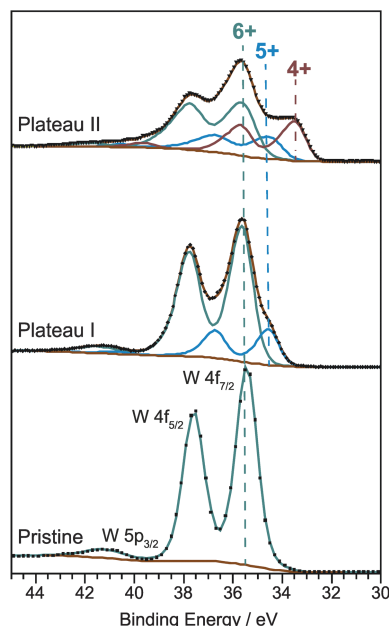 6+
5+
4+
Plateau II
Plateau I
W 4f7/2
W 4f5/2
Pristine
W 5p3/2
44 42 40 38 36 34 32 30
Binding Energy / eV